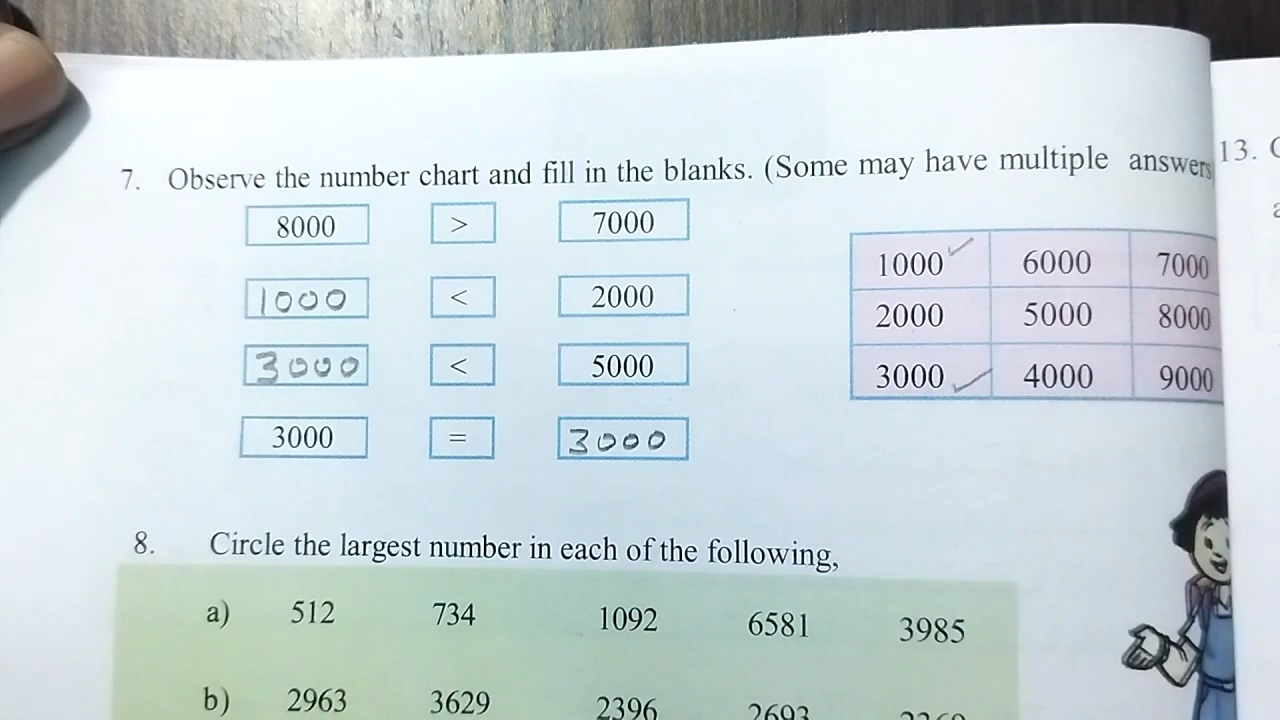 7. Observe the number chart and fill in the blanks. (Some may have multiple answers
8000 > 7000
1000 < 2000
3000 < 5000
3000 = 3000
1000 6000 7000
2000 5000 8000
3000 4000 9000
8. Circle the largest number in each of the following,
a) 512 734 1092 6581 3985
b) 2963 3629 2396 2693
13.